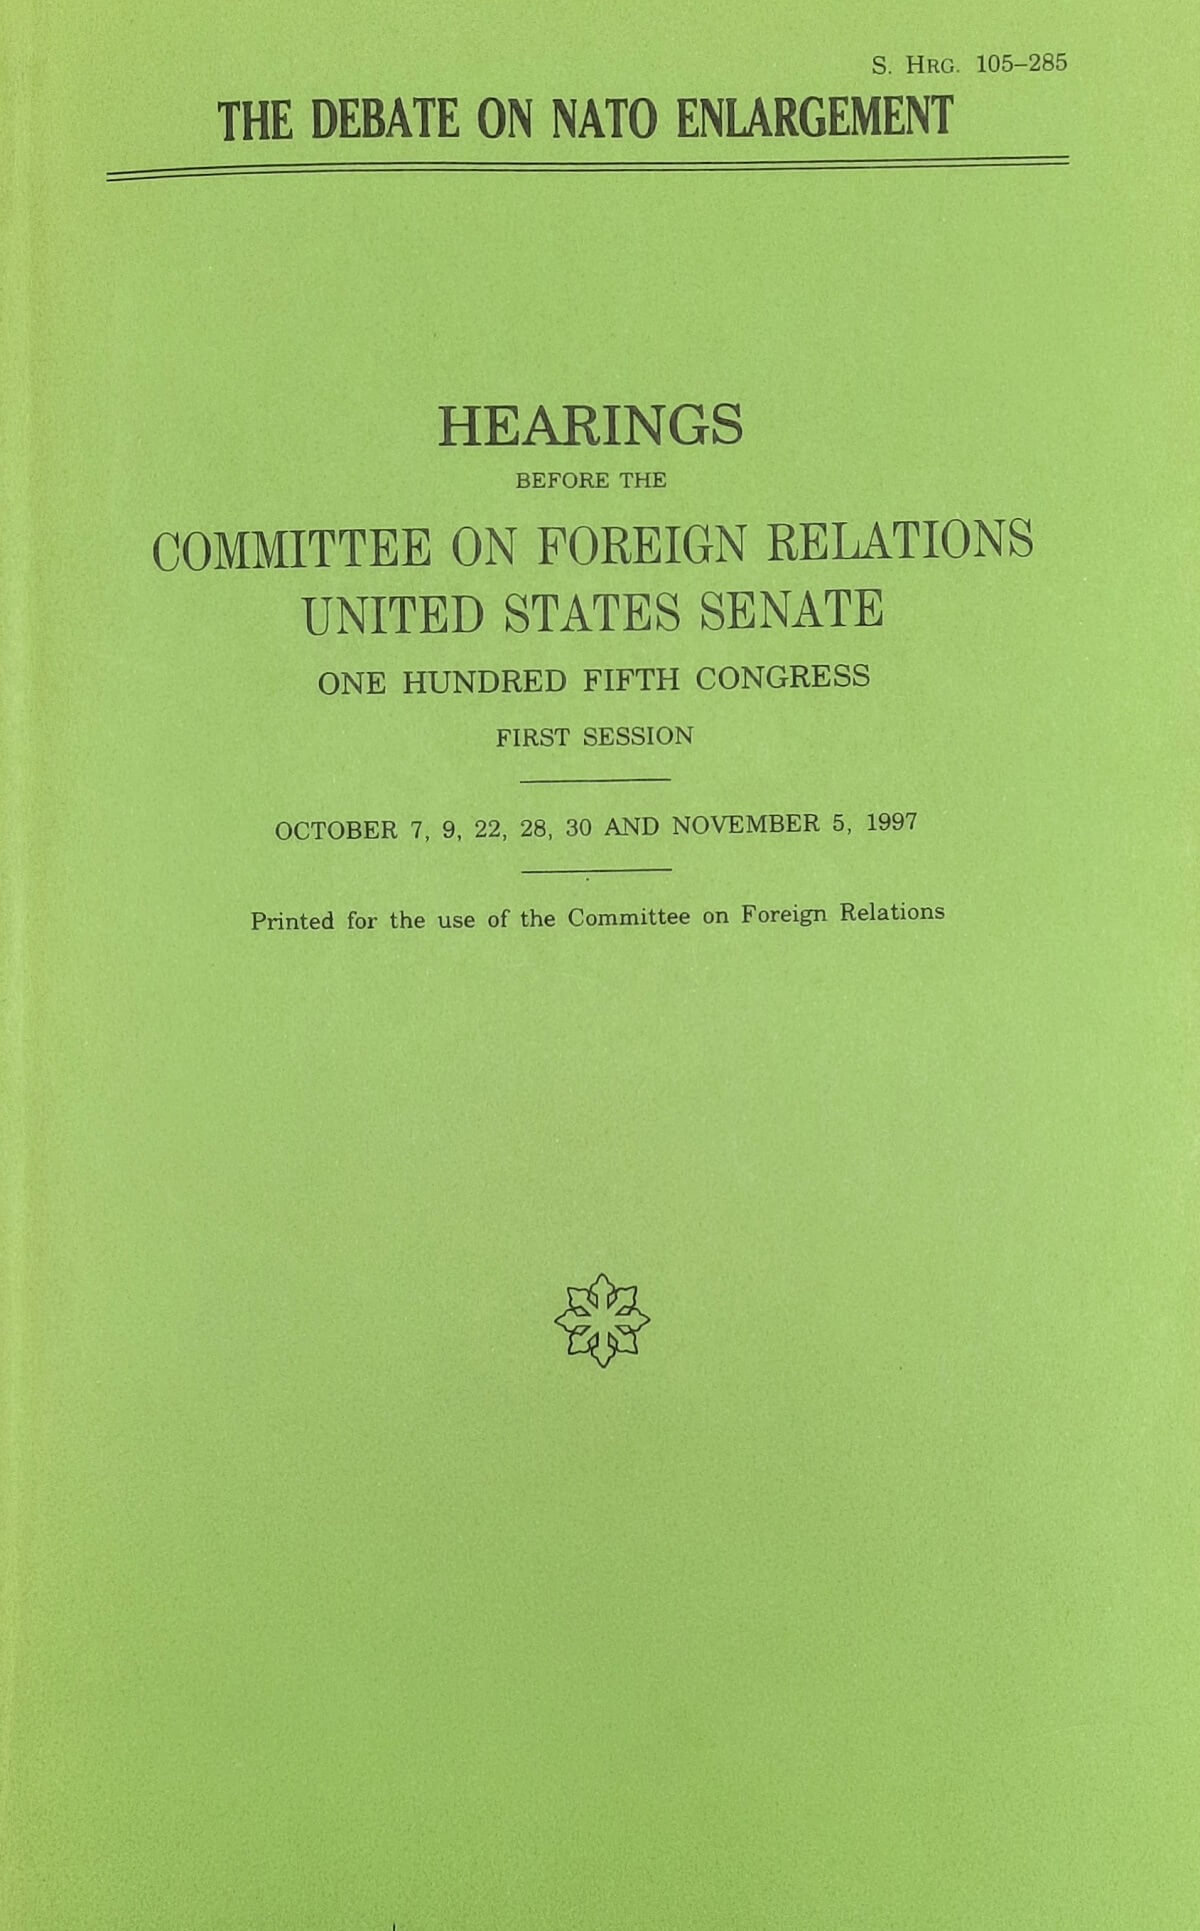 S. HRG. 105–285
THE DEBATE ON NATO ENLARGEMENT
HEARINGS
BEFORE THE
COMMITTEE ON FOREIGN RELATIONS
UNITED STATES SENATE
ONE HUNDRED FIFTH CONGRESS
FIRST SESSION
OCTOBER 7, 9, 22, 28, 30 AND NOVEMBER 5, 1997
Printed for the use of the Committee on Foreign Relations